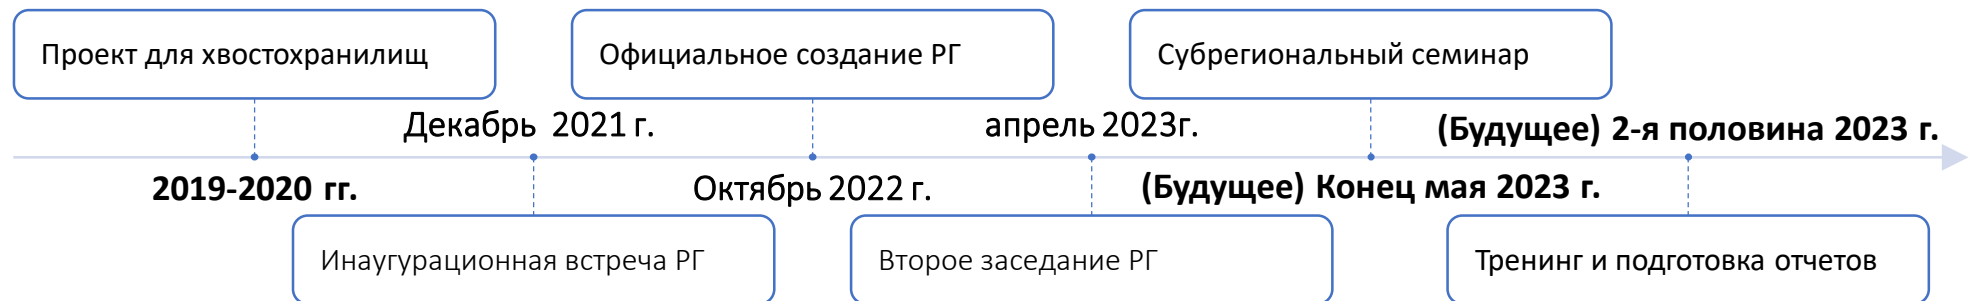 Проект для хвостохранилищ
Официальное создание РГ
Субрегиональный семинар
Декабрь 2021 г.
апрель 2023г.
(Будущее) 2-я половина 2023 г.
2019-2020 гг.
Октябрь 2022 г.
(Будущее) Конец мая 2023 г.
Инаугурационная встреча РГ
Второе заседание РГ
Тренинг и подготовка отчетов